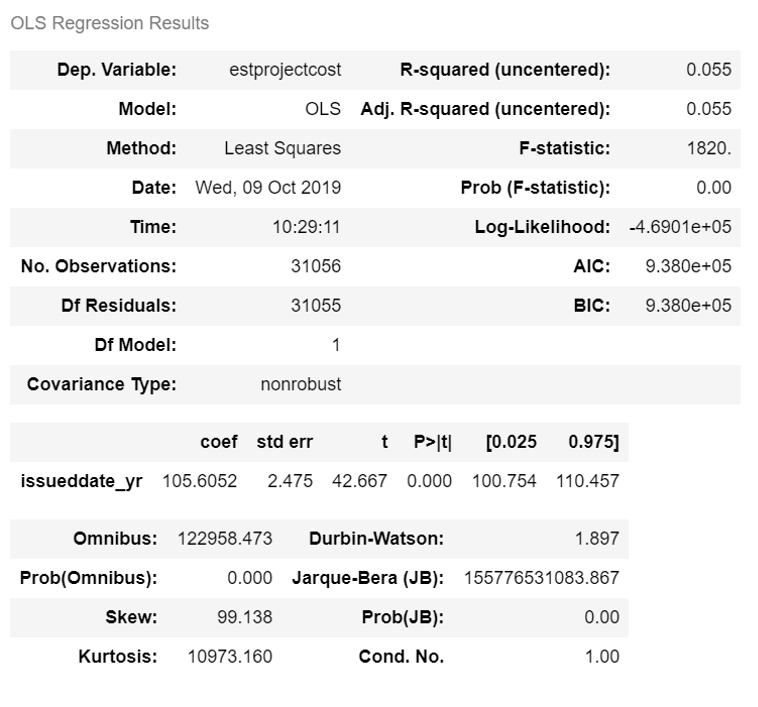 OLS Regression Results
Dep. Variable: estprojectcost R-squared (uncentered): 0.055
Model: OLS Adj. R-squared (uncentered): 0.055
Method: Least Squares F-statistic: 1820.
Date: Wed, 09 Oct 2019 Prob (F-statistic): 0.00
Time: 10:29:11 Log-Likelihood: -4.6901e+05
No. Observations: 31056 AIC: 9.380e+05
Df Residuals: 31055 BIC: 9.380e+05
Df Model: 1
Covariance Type: nonrobust
coef std err t P>|t| [0.025 0.975]
issueddate_yr 105.6052 2.475 42.667 0.000 100.754 110.457
Omnibus: 122958.473 Durbin-Watson: 1.897
Prob(Omnibus): 0.000 Jarque-Bera (JB): 155776531083.867
Skew: 99.138 Prob(JB): 0.00
Kurtosis: 10973.160 Cond. No. 1.00